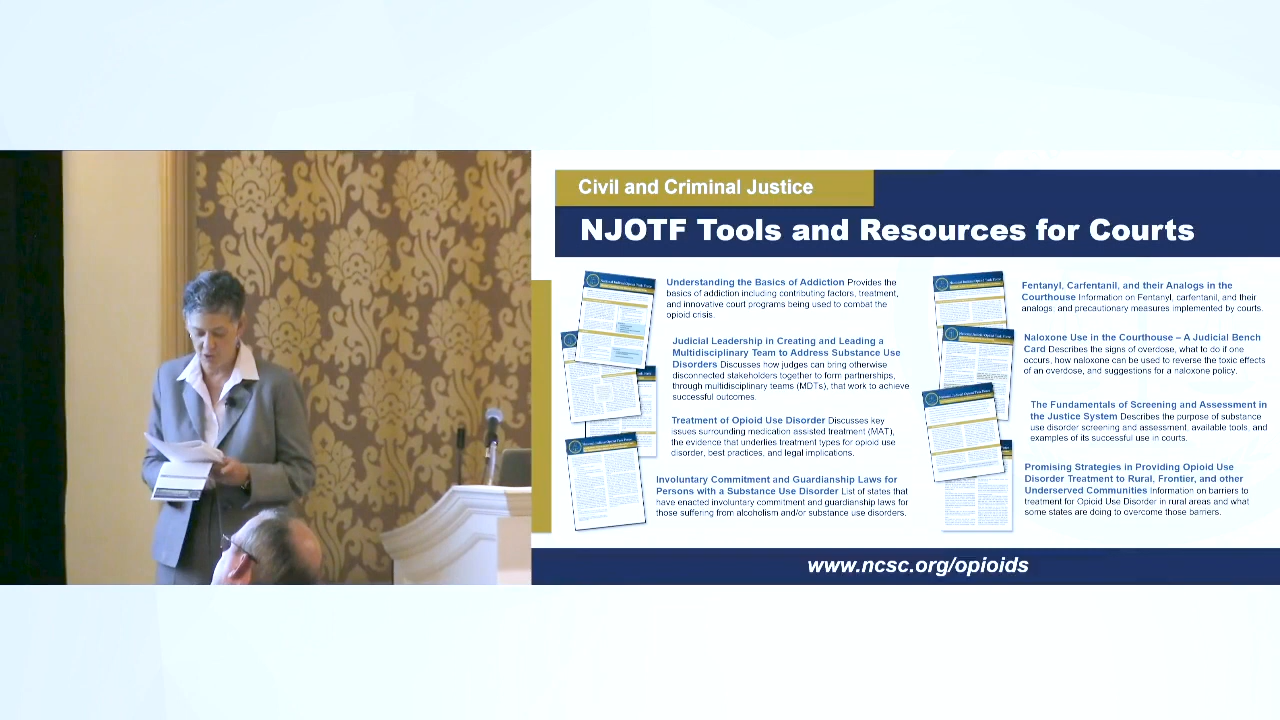 Civil and Criminal Justice
NJOTF Tools and Resources for Courts
Understanding the Basics of Addiction Provides the
basics of addiction including contributing factors, treatment,
and innovative court programs being used to combat the
opioid crisis.
Judicial Leadership in Creating and Leading a
Multidisciplinary Team to Address Substance Use
Disorders Discusses how judges can bring otherwise
disconnected stakeholders together to form partnerships,
through multidisciplinary teams (MDTs), that work to achieve
successful outcomes.
Treatment of Opioid Use Disorder Discusses key
issues surrounding medication assisted treatment (MAT),
the evidence that underlies treatment types for opioid use
disorder, best practices, and legal implications.
Involuntary Commitment and Guardianship Laws for
Persons with a Substance Use Disorder List of states that
have enacted involuntary commitment and guardianship laws for
those suffering from alcoholism and/or substance use disorders.
Fentanyl, Carfentanil, and their Analogs in the
Courthouse Information on Fentanyl, carfentanil, and their
analogs, and precautionary measures implemented by courts.
Naloxone Use in the Courthouse – A Judicial Bench
Card Describes the signs of overdose, what to do if one
occurs, how naloxone can be used to reverse the toxic effects
of an overdose, and suggestions for a naloxone policy.
The Fundamentals of Screening and Assessment in
the Justice System Describes the purpose of substance
use disorder screening and assessment, available tools, and
examples of its successful use in courts.
Promising Strategies in Providing Opioid Use
Disorder Treatment to Rural, Frontier, and other
Underserved Communities Information on barriers to
treatment for Opioid Use Disorder in rural areas and what
some states are doing to overcome those barriers.
www.ncsc.org/opioids